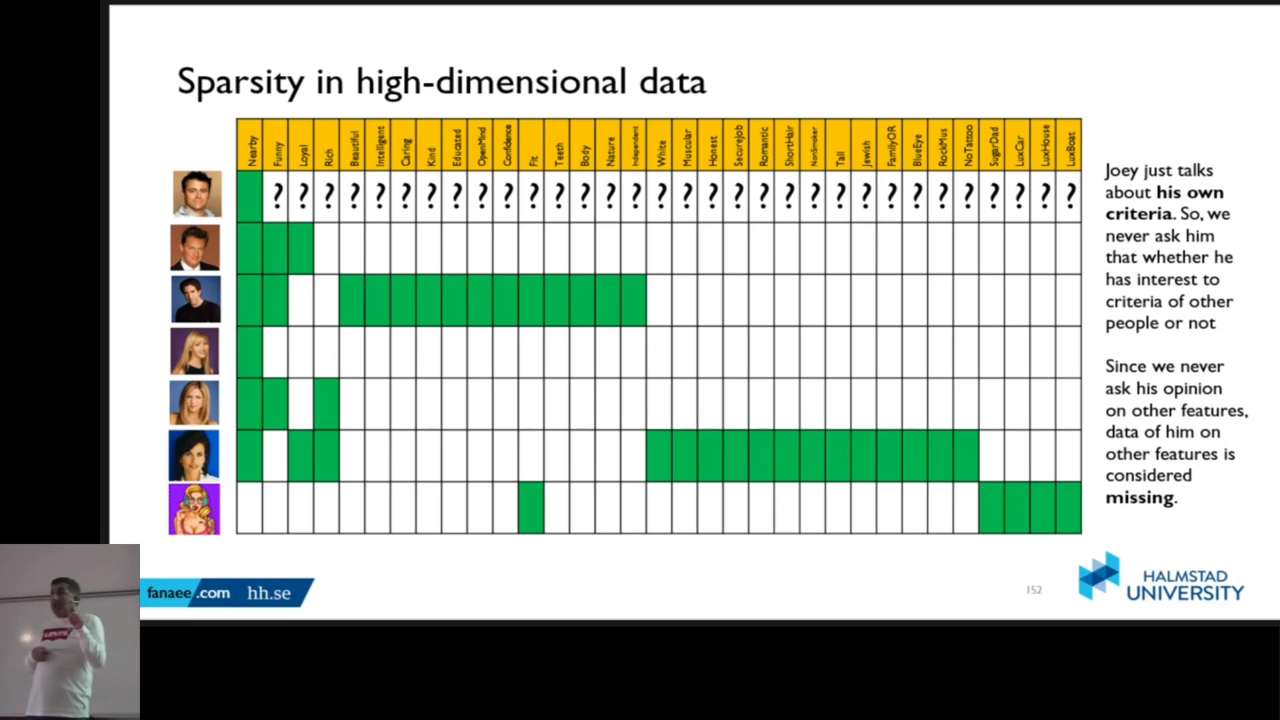 Sparsity in high-dimensional data
Nearby
Funny
Loyal
Rich
Beautiful
Intelligent
Caring
Kind
Educated
OpenMind
Confidence
Fit
Teeth
Body
Nature
Independent
White
Muscular
Honest
SecureJob
Romantic
ShortHair
NonSmoker
Tall
Jewish
FamilyOR
BlueEye
RockMus
NoTattoo
SugarDad
LuxCar
LuxHouse
LuxBoat
? ? ? ? ? ? ? ? ? ? ? ? ? ? ? ? ? ? ? ? ? ? ? ? ? ? ? ? ? ? ? ?
Joey just talks
about his own
criteria. So, we
never ask him
that whether he
has interest to
criteria of other
people or not
Since we never
ask his opinion
on other features,
data of him on
other features is
considered
missing.
fanaee.com hh.se
152
HALMSTAD
UNIVERSITY
LEVI'S